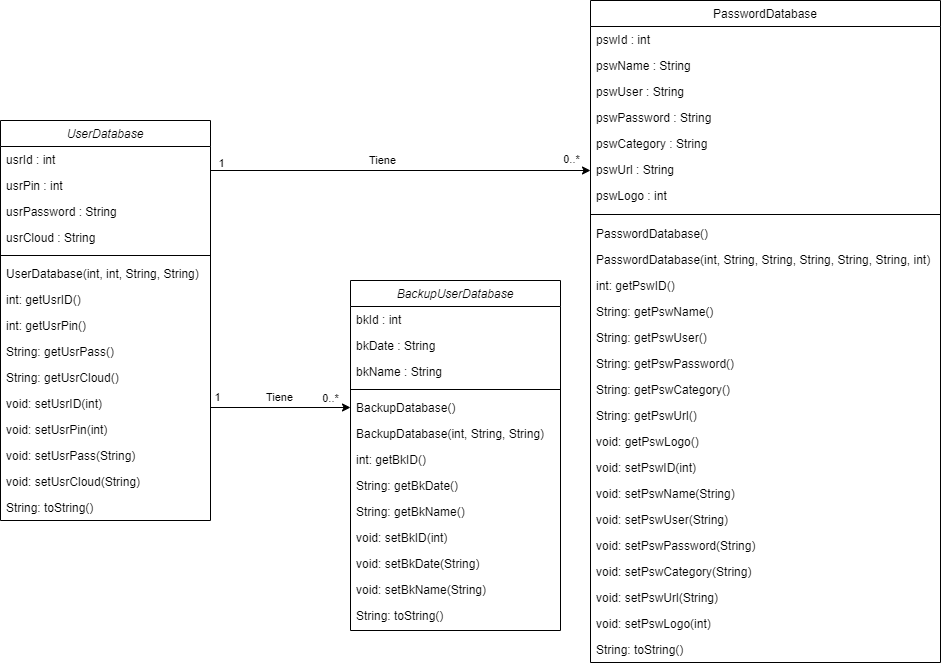 UserDatabase
usrId : int
usrPin : int
usrPassword : String
usrCloud : String
UserDatabase(int, int, String, String)
int: getUsrID()
int: getUsrPin()
String: getUsrPass()
String: getUsrCloud()
void: setUsrID(int)
void: setUsrPin(int)
void: setUsrPass(String)
void: setUsrCloud(String)
String: toString()
1 Tiene 0..*
1 Tiene 0..*
BackupUserDatabase
bkId : int
bkDate : String
bkName : String
BackupDatabase()
BackupDatabase(int, String, String)
int: getBkID()
String: getBkDate()
String: getBkName()
void: setBkID(int)
void: setBkDate(String)
void: setBkName(String)
String: toString()
PasswordDatabase
pswId : int
pswName : String
pswUser : String
pswPassword : String
pswCategory : String
pswUrl : String
pswLogo : int
PasswordDatabase()
PasswordDatabase(int, String, String, String, String, String, int)
int: getPswID()
String: getPswName()
String: getPswUser()
String: getPswPassword()
String: getPswCategory()
String: getPswUrl()
void: getPswLogo()
void: setPswID(int)
void: setPswName(String)
void: setPswUser(String)
void: setPswPassword(String)
void: setPswCategory(String)
void: setPswUrl(String)
void: setPswLogo(int)
String: toString()